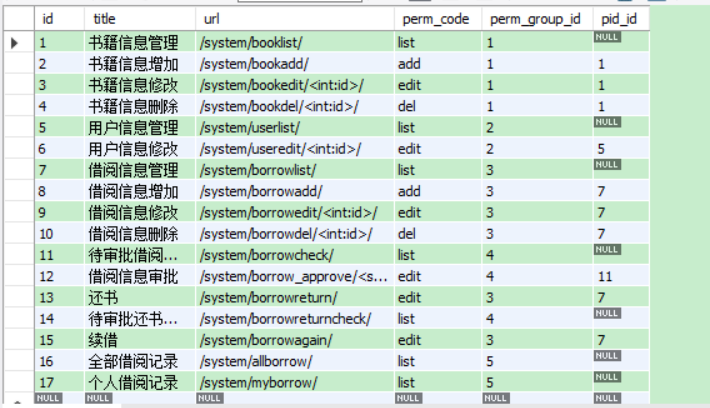 id title url perm_code perm_group_id pid_id
1 书籍信息管理 /system/booklist/ list 1 NULL
2 书籍信息增加 /system/bookadd/ add 1 1
3 书籍信息修改 /system/bookedit/<int:id>/ edit 1 1
4 书籍信息删除 /system/bookdel/<int:id>/ del 1 1
5 用户信息管理 /system/userlist/ list 2 NULL
6 用户信息修改 /system/useredit/<int:id>/ edit 2 5
7 借阅信息管理 /system/borrowlist/ list 3 NULL
8 借阅信息增加 /system/borrowadd/ add 3 7
9 借阅信息修改 /system/borrowedit/<int:id>/ edit 3 7
10 借阅信息删除 /system/borrowdel/<int:id>/ del 3 7
11 待审批借阅... /system/borrowcheck/ list 4 NULL
12 借阅信息审批 /system/borrow_approve/<s... edit 4 11
13 还书 /system/borrowreturn/ edit 3 7
14 待审批还书... /system/borrowreturncheck/ list 4 NULL
15 续借 /system/borrowagain/ edit 3 7
16 全部借阅记录 /system/allborrow/ list 5 NULL
17 个人借阅记录 /system/myborrow/ list 5 NULL
NULL NULL NULL NULL NULL NULL